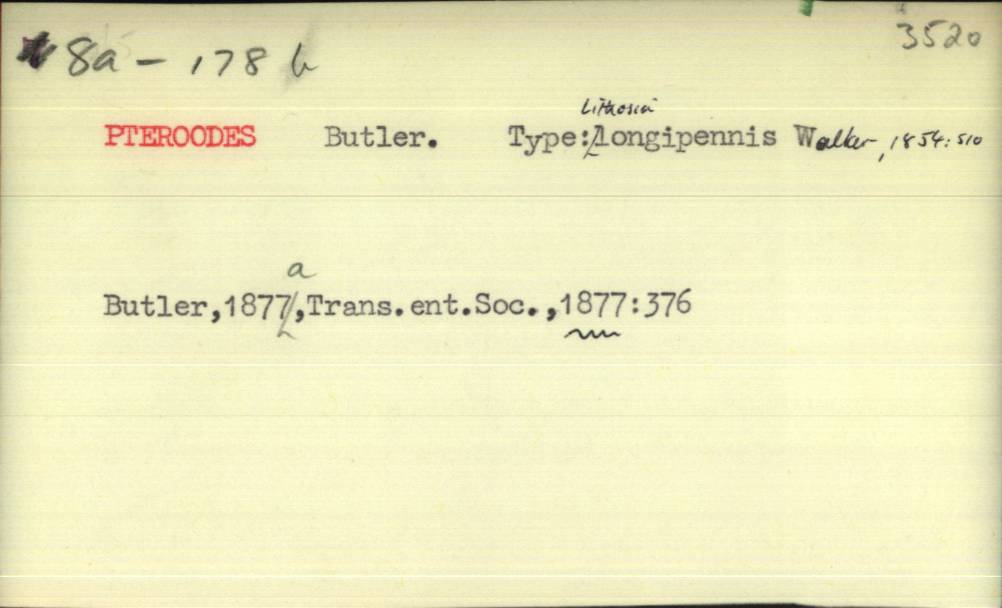 3520
8a - 178 b
Lithosia
PTEROODES Butler. Type: longipennis Walker, 1854:510
a
Butler,1877,Trans.ent.Soc.,1877:376